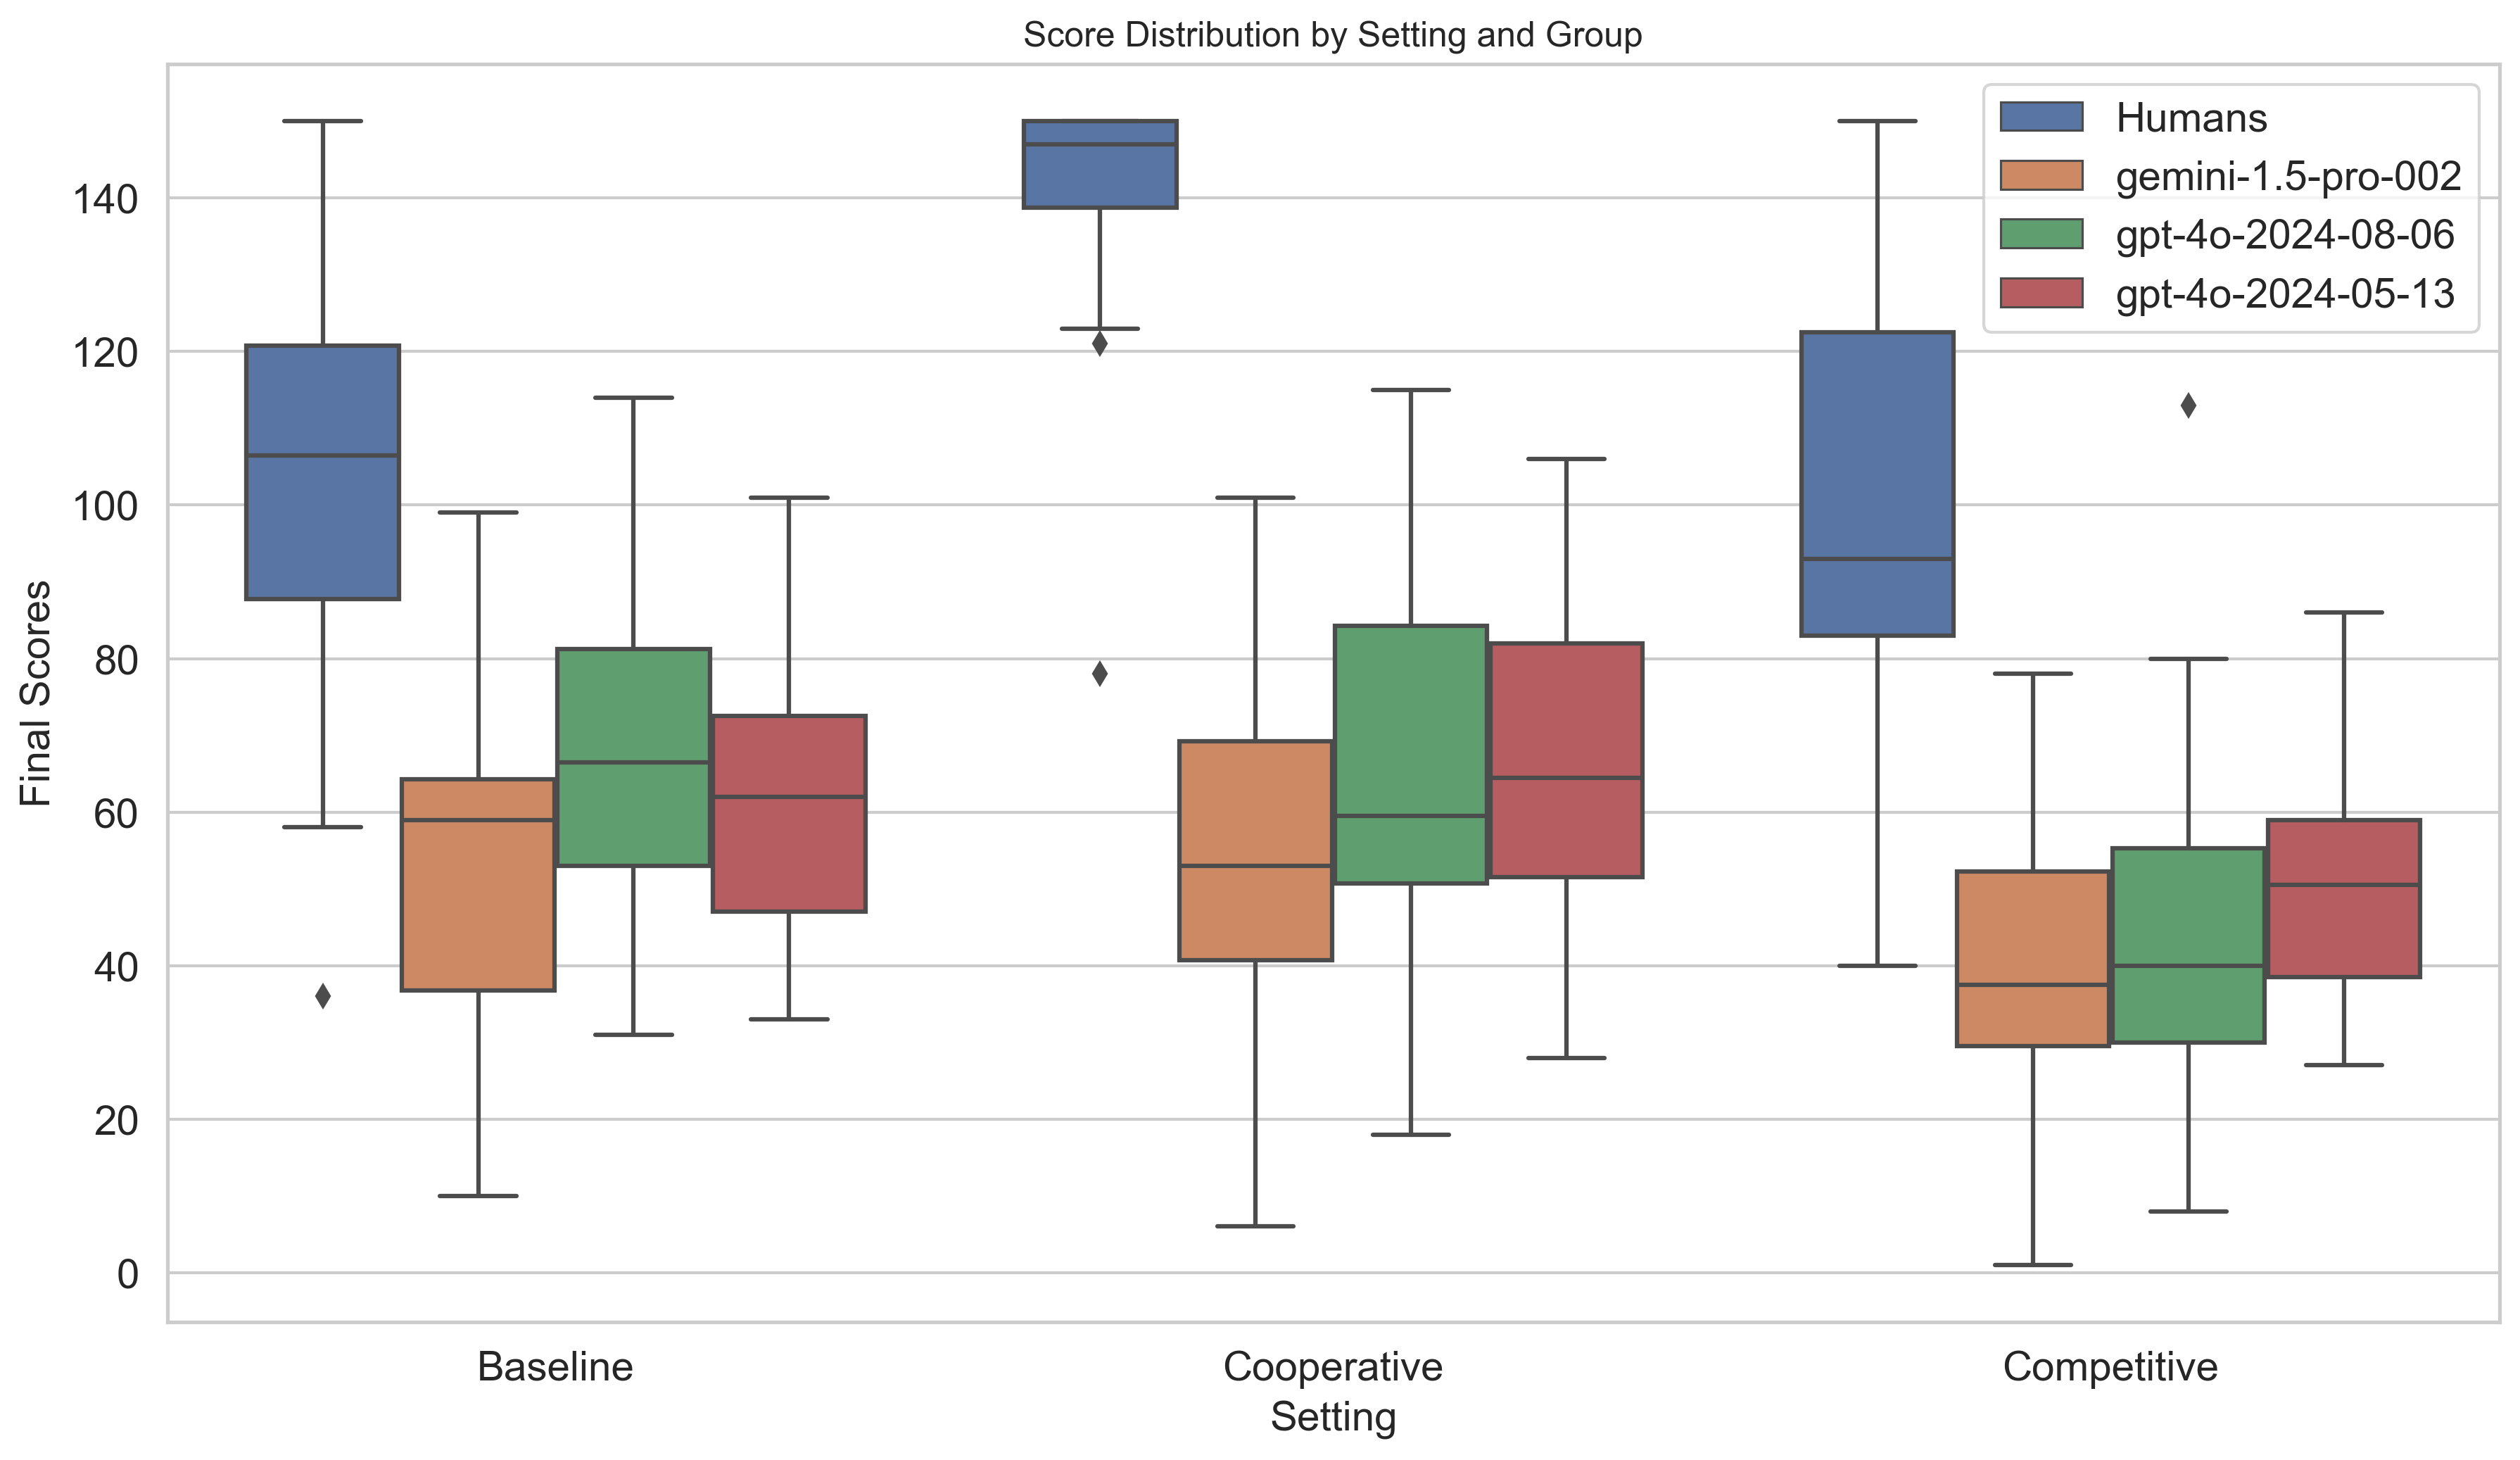 Score Distribution by Setting and Group
Humans
gemini-1.5-pro-002
gpt-4o-2024-08-06
gpt-4o-2024-05-13
Final Scores
140
120
100
80
60
40
20
0
Baseline
Cooperative
Competitive
Setting